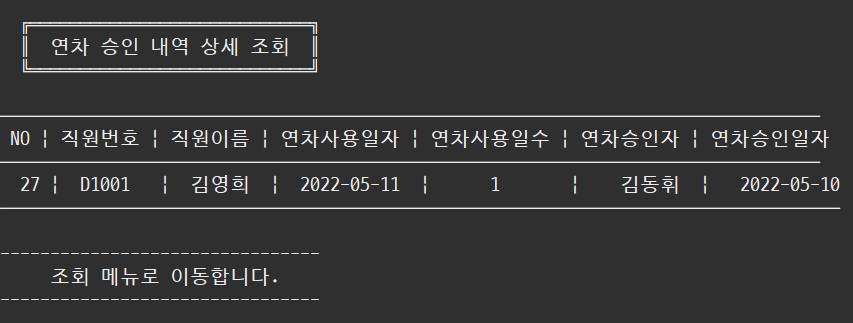 연차 승인 내역 상세 조회
NO ¦ 직원번호 ¦ 직원이름 ¦ 연차사용일자 ¦ 연차사용일수 ¦ 연차승인자 ¦ 연차승인일자
27 ¦ D1001 ¦ 김영희 ¦ 2022-05-11 ¦ 1 ¦ 김동휘 ¦ 2022-05-10
--------------------------------
조회 메뉴로 이동합니다.
--------------------------------